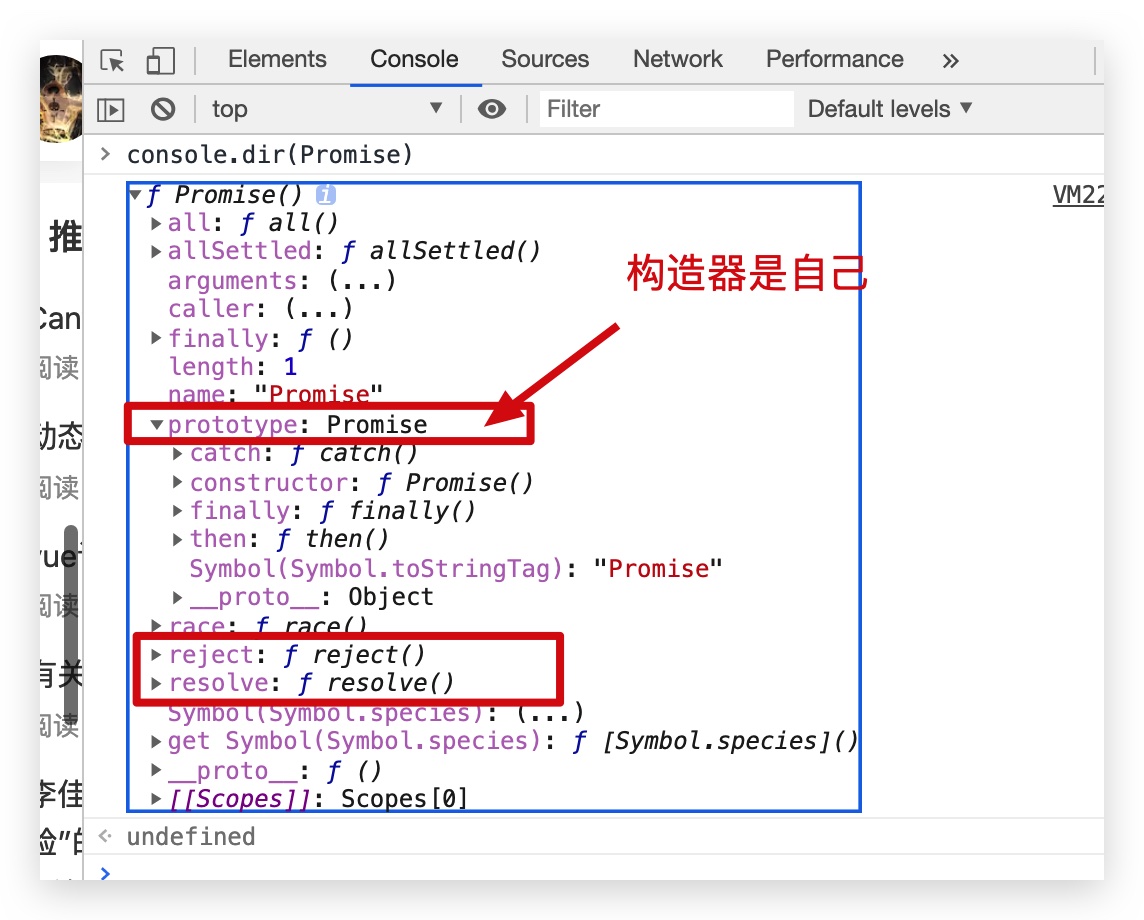 Elements Console Sources Network Performance »
top Filter Default levels
> console.dir(Promise)
ƒ Promise() i
VM22
推
all: ƒ all()
allSettled: ƒ allSettled()
构造器是自己
arguments: (...)
caller: (...)
Can
finally: ƒ ()
阅读
length: 1
name: "Promise"
prototype: Promise
动态
catch: ƒ catch()
constructor: ƒ Promise()
阅读
finally: ƒ finally()
then: ƒ then()
vue
Symbol(Symbol.toStringTag): "Promise"
__proto__: Object
阅读
race: ƒ race()
reject: ƒ reject()
有关
resolve: ƒ resolve()
Symbol(Symbol.species): (...)
阅读
get Symbol(Symbol.species): ƒ [Symbol.species]()
__proto__: ƒ ()
李佳
[[Scopes]]: Scopes[0]
验”的
undefined
>